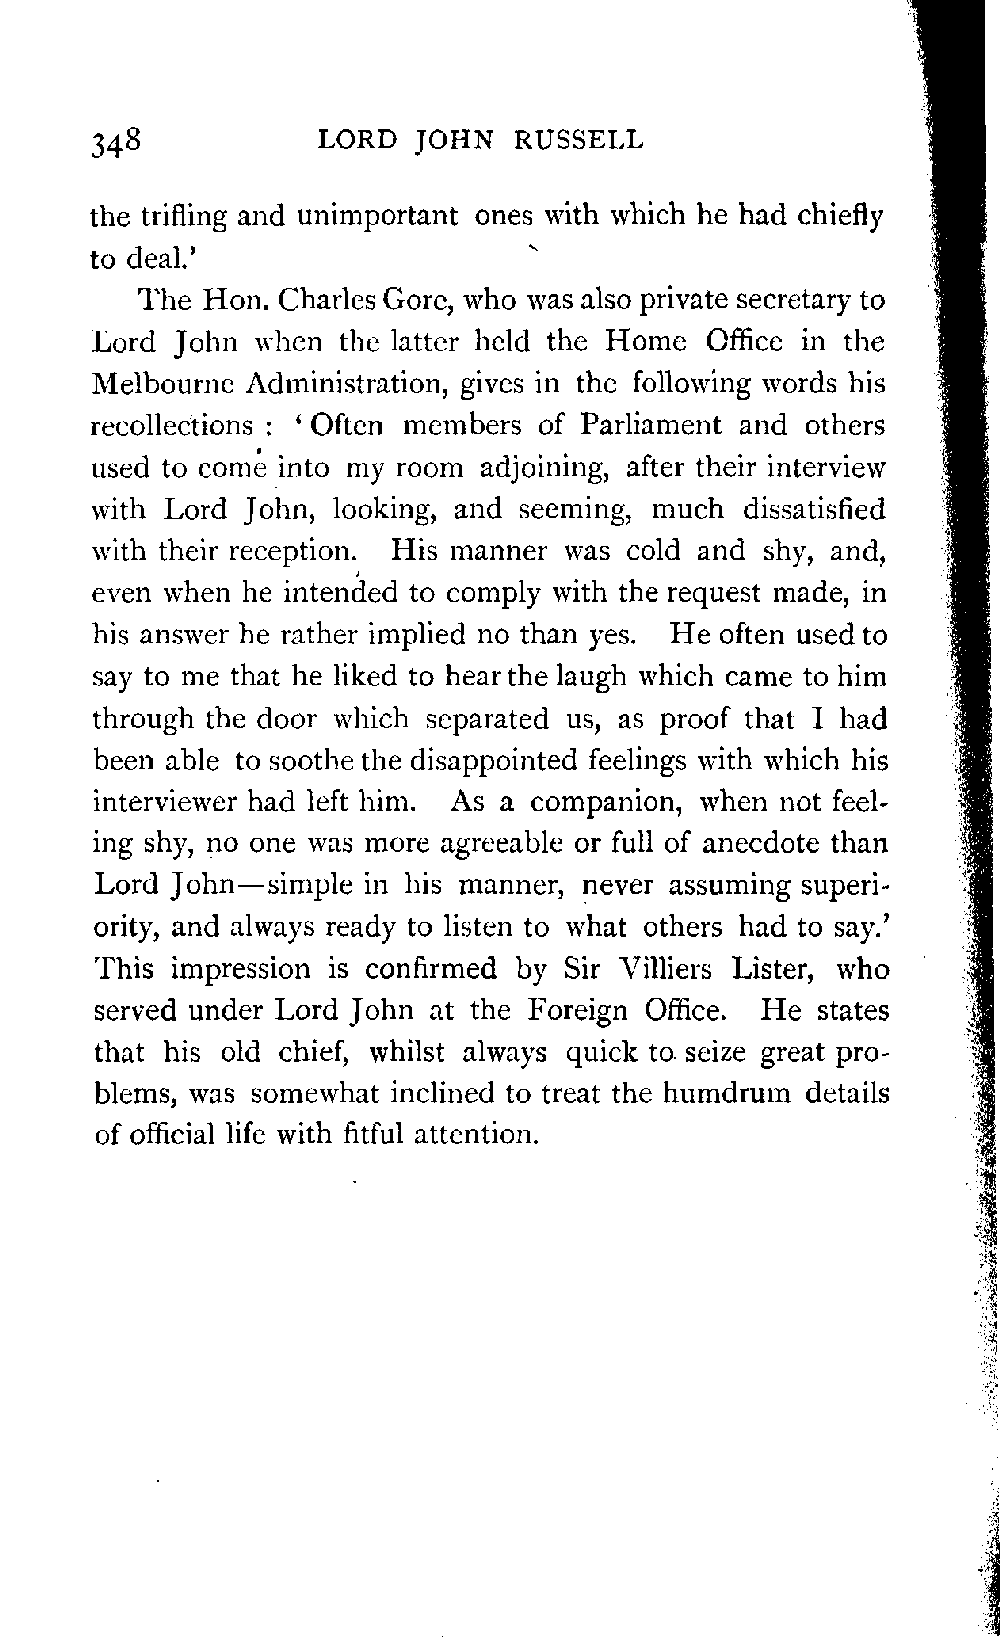 348 LORD JOHN RUSSELL
the trifling and unimportant ones with which he had chiefly
to deal.'
The Hon. Charles Gore, who was also private secretary to
Lord John when the latter held the Home Office in the
Melbourne Administration, gives in the following words his
recollections : ' Often members of Parliament and others
used to come into my room adjoining, after their interview
with Lord John, looking, and seeming, much dissatisfied
with their reception. His manner was cold and shy, and,
even when he intended to comply with the request made, in
his answer he rather implied no than yes. He often used to
say to me that he liked to hear the laugh which came to him
through the door which separated us, as proof that I had
been able to soothe the disappointed feelings with which his
interviewer had left him. As a companion, when not feel-
ing shy, no one was more agreeable or full of anecdote than
Lord John—simple in his manner, never assuming superi-
ority, and always ready to listen to what others had to say.'
This impression is confirmed by Sir Villiers Lister, who
served under Lord John at the Foreign Office. He states
that his old chief, whilst always quick to seize great pro-
blems, was somewhat inclined to treat the humdrum details
of official life with fitful attention.